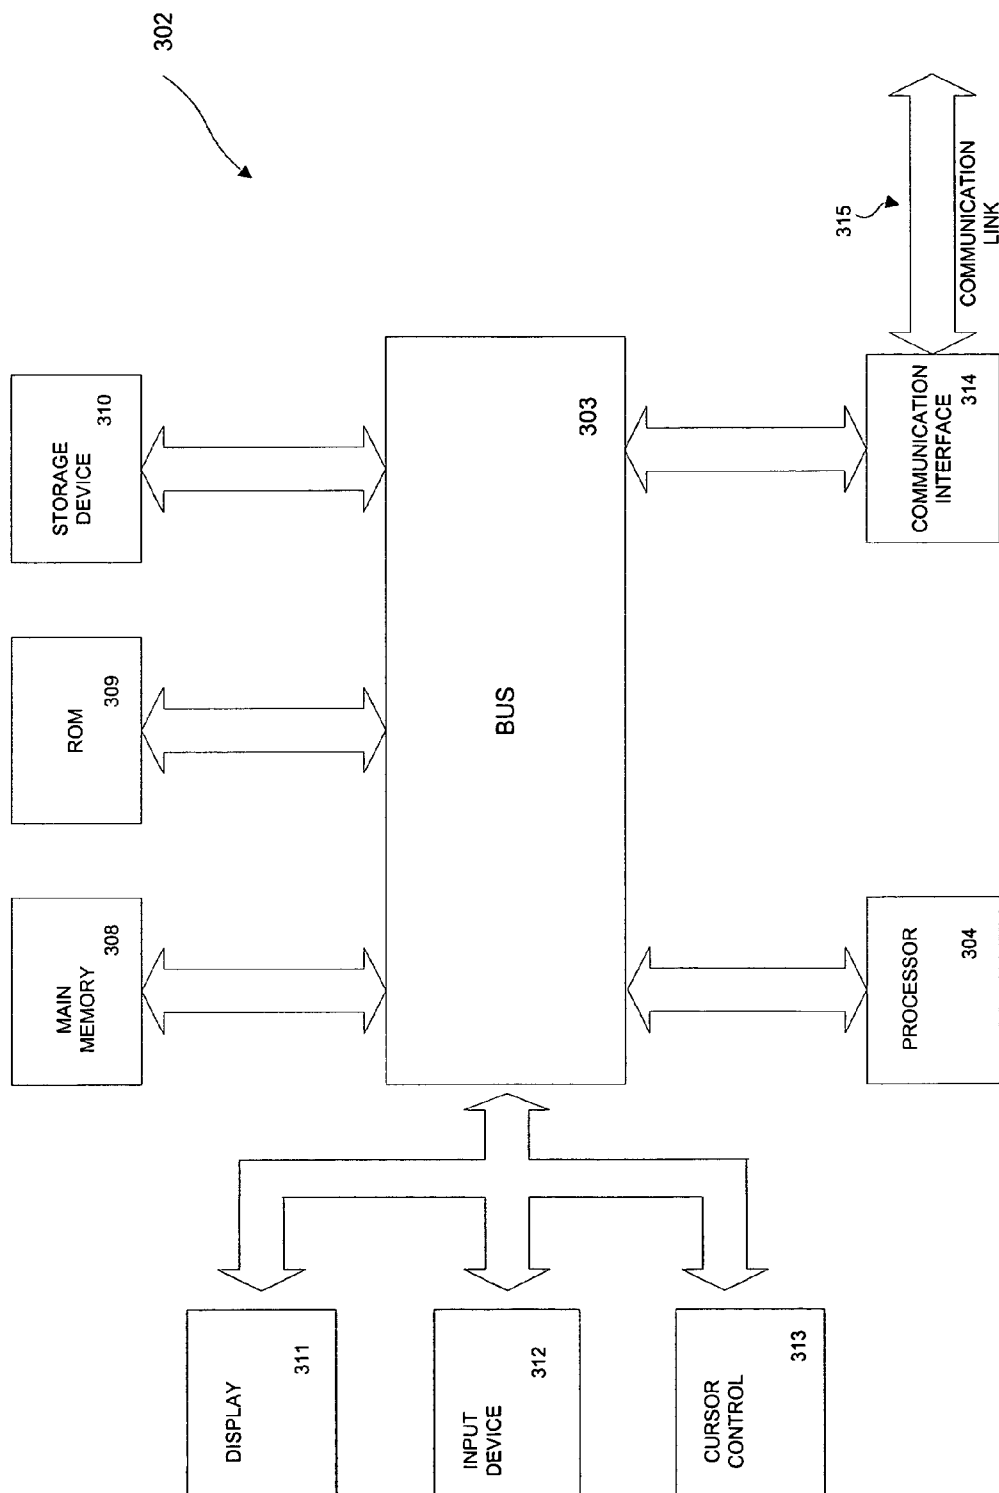 302
DISPLAY
311
INPUT
DEVICE
312
CURSOR
CONTROL
313
MAIN
MEMORY
308
ROM
309
STORAGE
DEVICE
310
BUS
303
PROCESSOR
304
COMMUNICATION
INTERFACE
314
315
COMMUNICATION
LINK